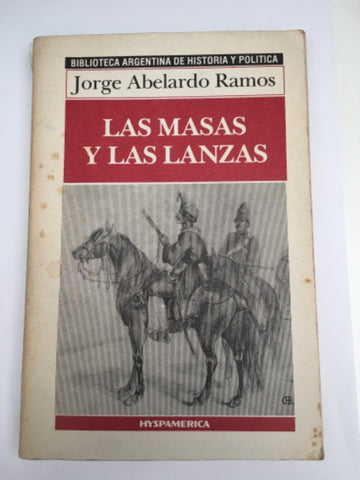 BIBLIOTECA ARGENTINA DE HISTORIA Y POLITICA
Jorge Abelardo Ramos
LAS MASAS
Y LAS LANZAS
HYSPAMERICA